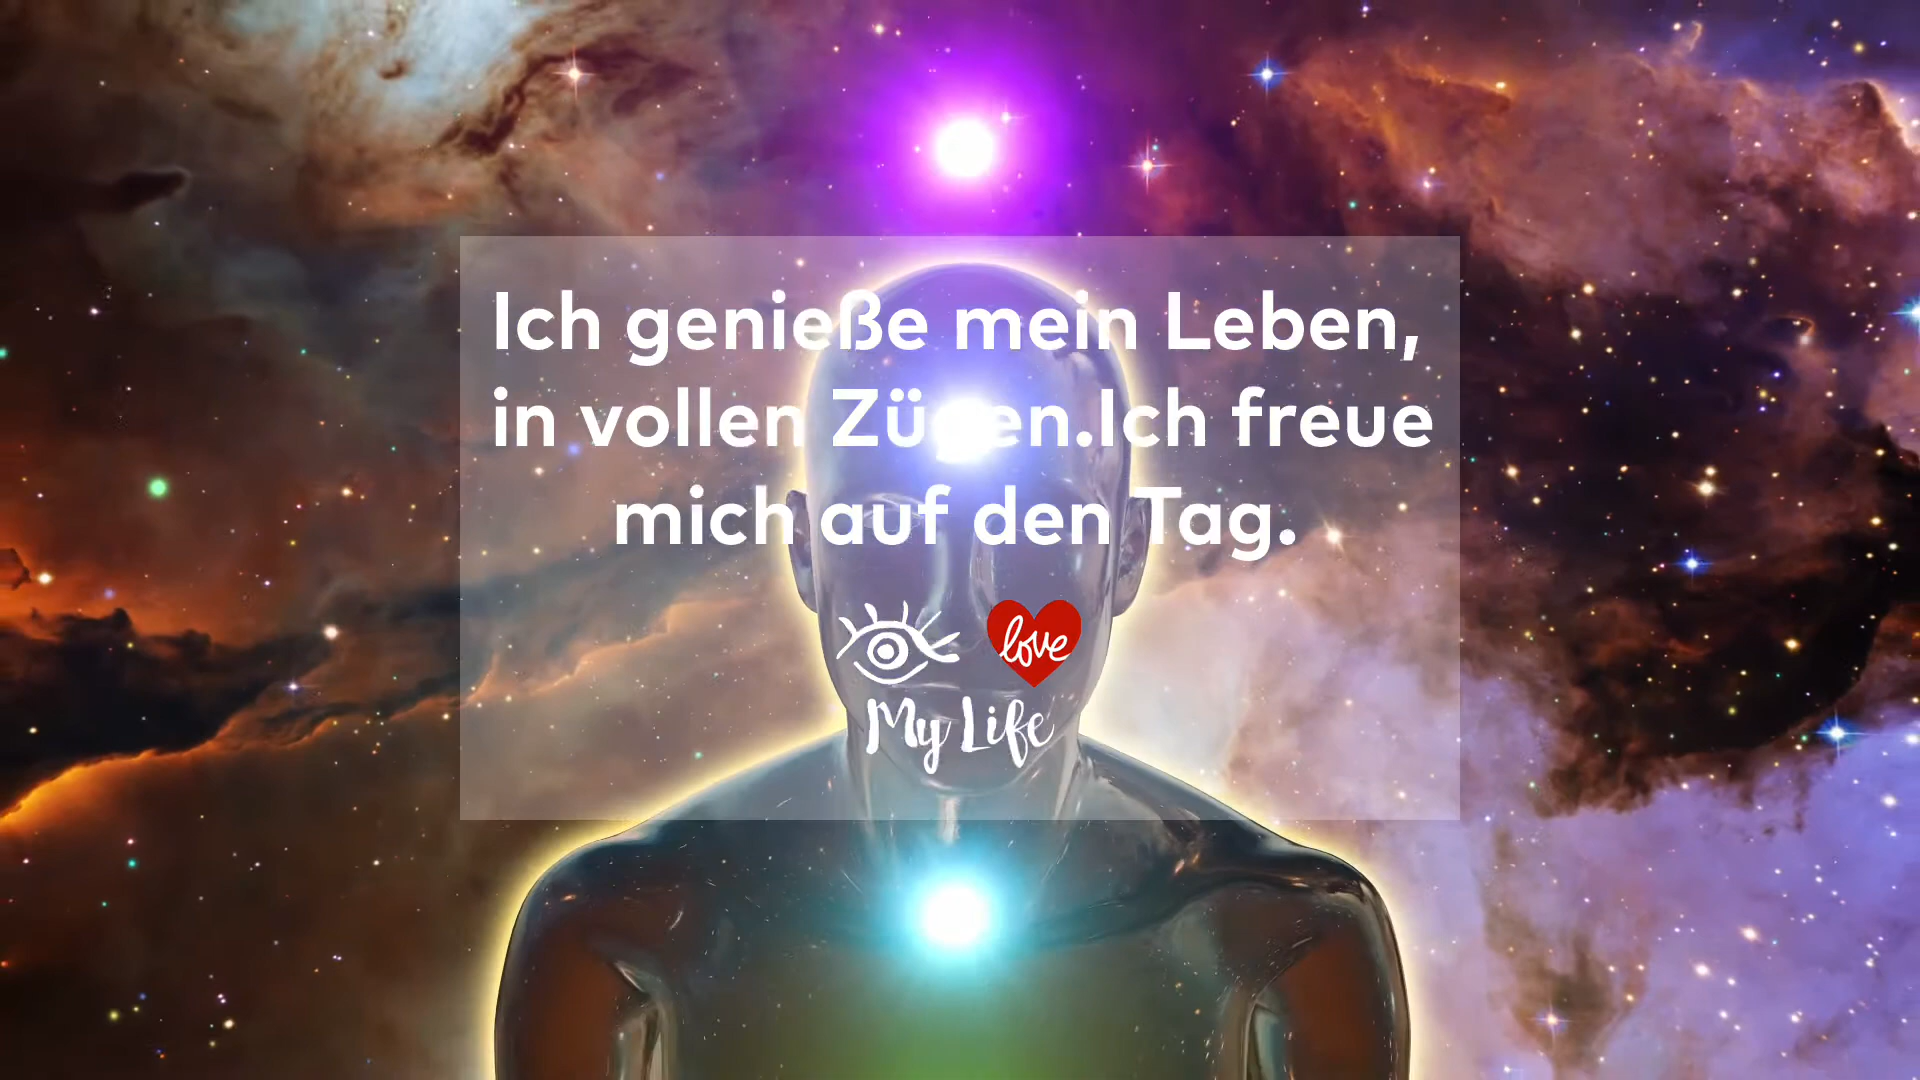 Ich genieße mein Leben,
in vollen Zügen.Ich freue
mich auf den Tag.
love
My Life